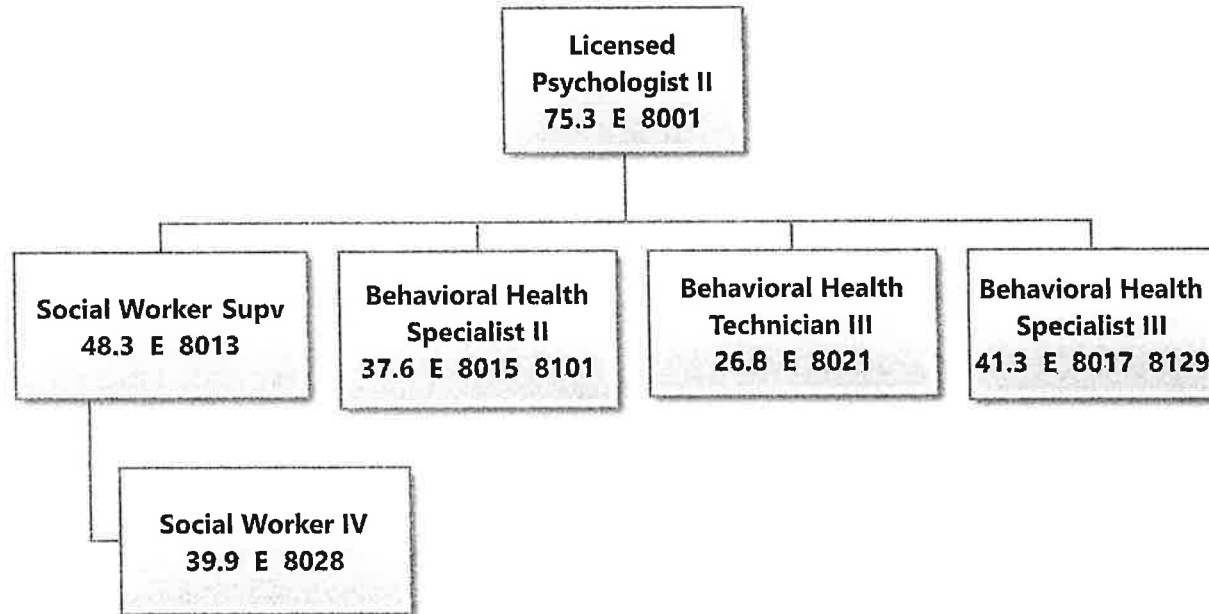 Licensed
Psychologist II
75.3 E 8001
Social Worker Supv
48.3 E 8013
Behavioral Health
Specialist II
37.6 E 8015 8101
Behavioral Health
Technician III
26.8 E 8021
Behavioral Health
Specialist III
41.3 E 8017 8129
Social Worker IV
39.9 E 8028